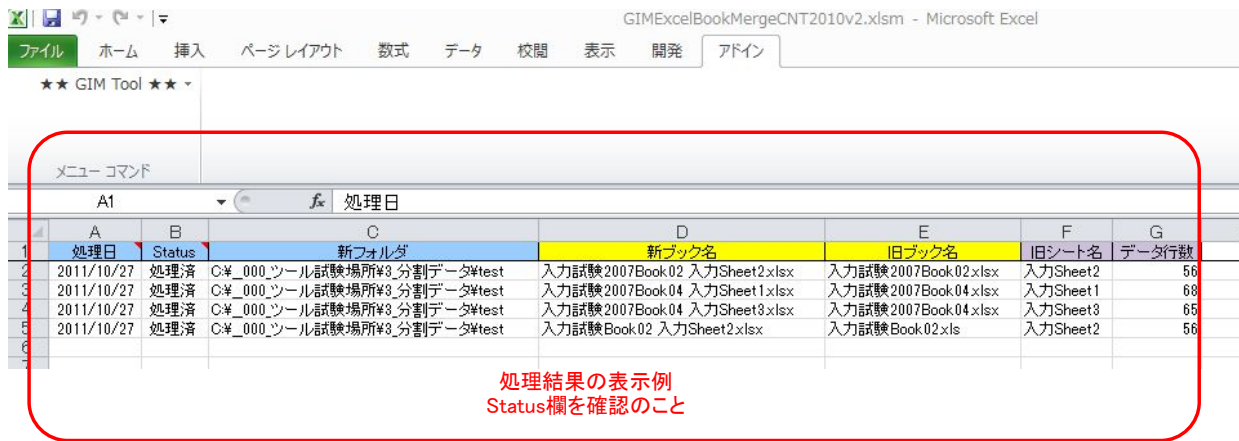 GIMExcelBookMergeCNT2010v2.xlsm - Microsoft Excel
ファイル ホーム 挿入 ページ レイアウト 数式 データ 校閲 表示 開発 アドイン
★★ GIM Tool ★★
メニュー コマンド
A1 fx 処理日
A B C D E F G
1 処理日 Status 新フォルダ 新ブック名 旧ブック名 旧シート名 データ行数
2 2011/10/27 処理済 C:¥_000_ツール試験場所¥3_分割データ¥test 入力試験2007Book02 入力Sheet2.xlsx 入力試験2007Book02.xlsx 入力Sheet2 56
3 2011/10/27 処理済 C:¥_000_ツール試験場所¥3_分割データ¥test 入力試験2007Book04 入力Sheet1.xlsx 入力試験2007Book04.xlsx 入力Sheet1 68
4 2011/10/27 処理済 C:¥_000_ツール試験場所¥3_分割データ¥test 入力試験2007Book04 入力Sheet3.xlsx 入力試験2007Book04.xlsx 入力Sheet3 65
5 2011/10/27 処理済 C:¥_000_ツール試験場所¥3_分割データ¥test 入力試験Book02 入力Sheet2.xlsx 入力試験Book02.xls 入力Sheet2 56
6
処理結果の表示例
Status欄を確認のこと